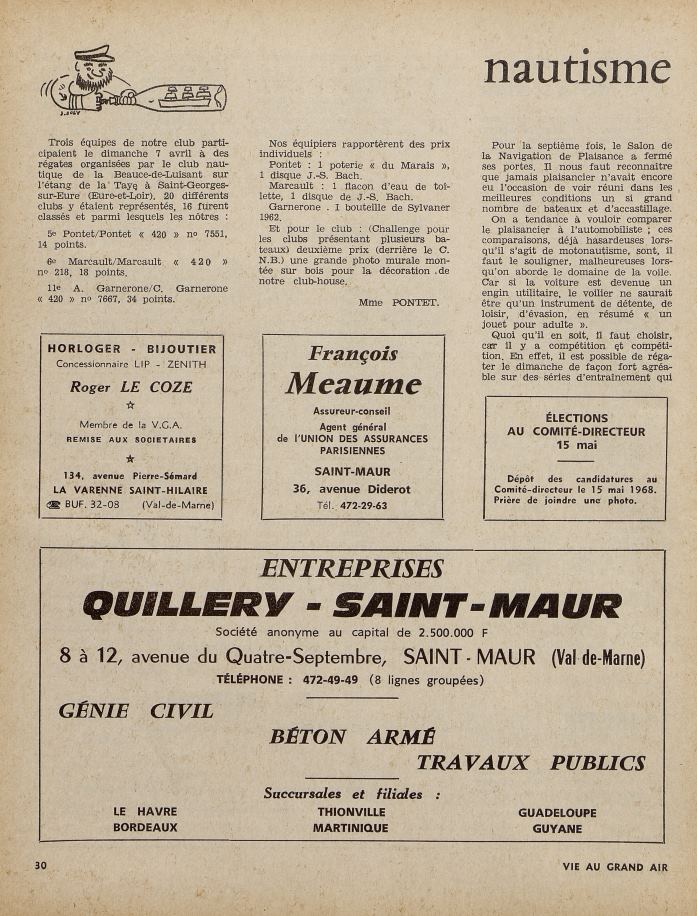 nautisme
J. JOLY
Trois équipes de notre club parti-
cipaient le dimanche 7 avril à des
régates organisées par le club nau-
tique de la Beauce-de-Luisant sur
l'étang de la Taye à Saint-Georges-
sur-Eure (Eure-et-Loir), 20 différents
clubs y étaient représentés, 16 furent
classés et parmi lesquels les nôtres :
5e Pontet/Pontet « 420 » no 7551,
14 points.
6e Marcault/Marcault « 420 »
no 218, 18 points.
11e A. Garnerone/C. Garnerone
« 420 » no 7667, 34 points.
Nos équipiers rapportèrent des prix
individuels :
Pontet : 1 poterie « du Marais »,
1 disque J.-S. Bach.
Marcault : 1 flacon d'eau de toi-
lette, 1 disque de J.-S. Bach.
Garnerone . 1 bouteille de Sylvaner
1962.
Et pour le club : (Challenge pour
les clubs présentant plusieurs ba-
teaux) deuxième prix (derrière le C.
N.B.) une grande photo murale mon-
tée sur bois pour la décoration de
notre club-house.
Mme PONTET.
Pour la septième fois, le Salon de
la Navigation de Plaisance a fermé
ses portes. Il nous faut reconnaître
que jamais plaisancier n'avait encore
eu l'occasion de voir réuni dans les
meilleures conditions un si grand
nombre de bateaux et d'accastillage.
On a tendance à vouloir comparer
le plaisancier à l'automobiliste ; ces
comparaisons, déjà hasardeuses lors-
qu'il s'agit de motonautisme, sont, il
faut le souligner, malheureuses lors-
qu'on aborde le domaine de la voile.
Car si la voiture est devenue un
engin utilitaire, le voilier ne saurait
être qu'un instrument de détente, de
loisir, d'évasion, en résumé « un
jouet pour adulte ».
Quoi qu'il en soit, il faut choisir,
car il y a compétition et compéti-
tion. En effet, il est possible de réga-
ter le dimanche de façon fort agréa-
ble sur des séries d'entraînement qui
HORLOGER - BIJOUTIER
Concessionnaire LIP - ZENITH
Roger LE COZE
Membre de la V.G.A.
REMISE AUX SOCIETAIRES
134, avenue Pierre-Sémard
LA VARENNE SAINT-HILAIRE
☎ BUF. 32-08 (Val-de-Marne)
François
Meaume
Assureur-conseil
Agent général
de l'UNION DES ASSURANCES
PARISIENNES
SAINT-MAUR
36, avenue Diderot
Tél. 472-29-63
ÉLECTIONS
AU COMITÉ-DIRECTEUR
15 mai
Dépôt des candidatures au
Comité-directeur le 15 mai 1968.
Prière de joindre une photo.
ENTREPRISES
QUILLERY - SAINT-MAUR
Société anonyme au capital de 2.500.000 F
8 à 12, avenue du Quatre-Septembre, SAINT-MAUR (Val de-Marne)
TÉLÉPHONE : 472-49-49 (8 lignes groupées)
GÉNIE CIVIL
BÉTON ARMÉ
TRAVAUX PUBLICS
Succursales et filiales :
LE HAVRE THIONVILLE GUADELOUPE
BORDEAUX MARTINIQUE GUYANE
30 VIE AU GRAND AIR